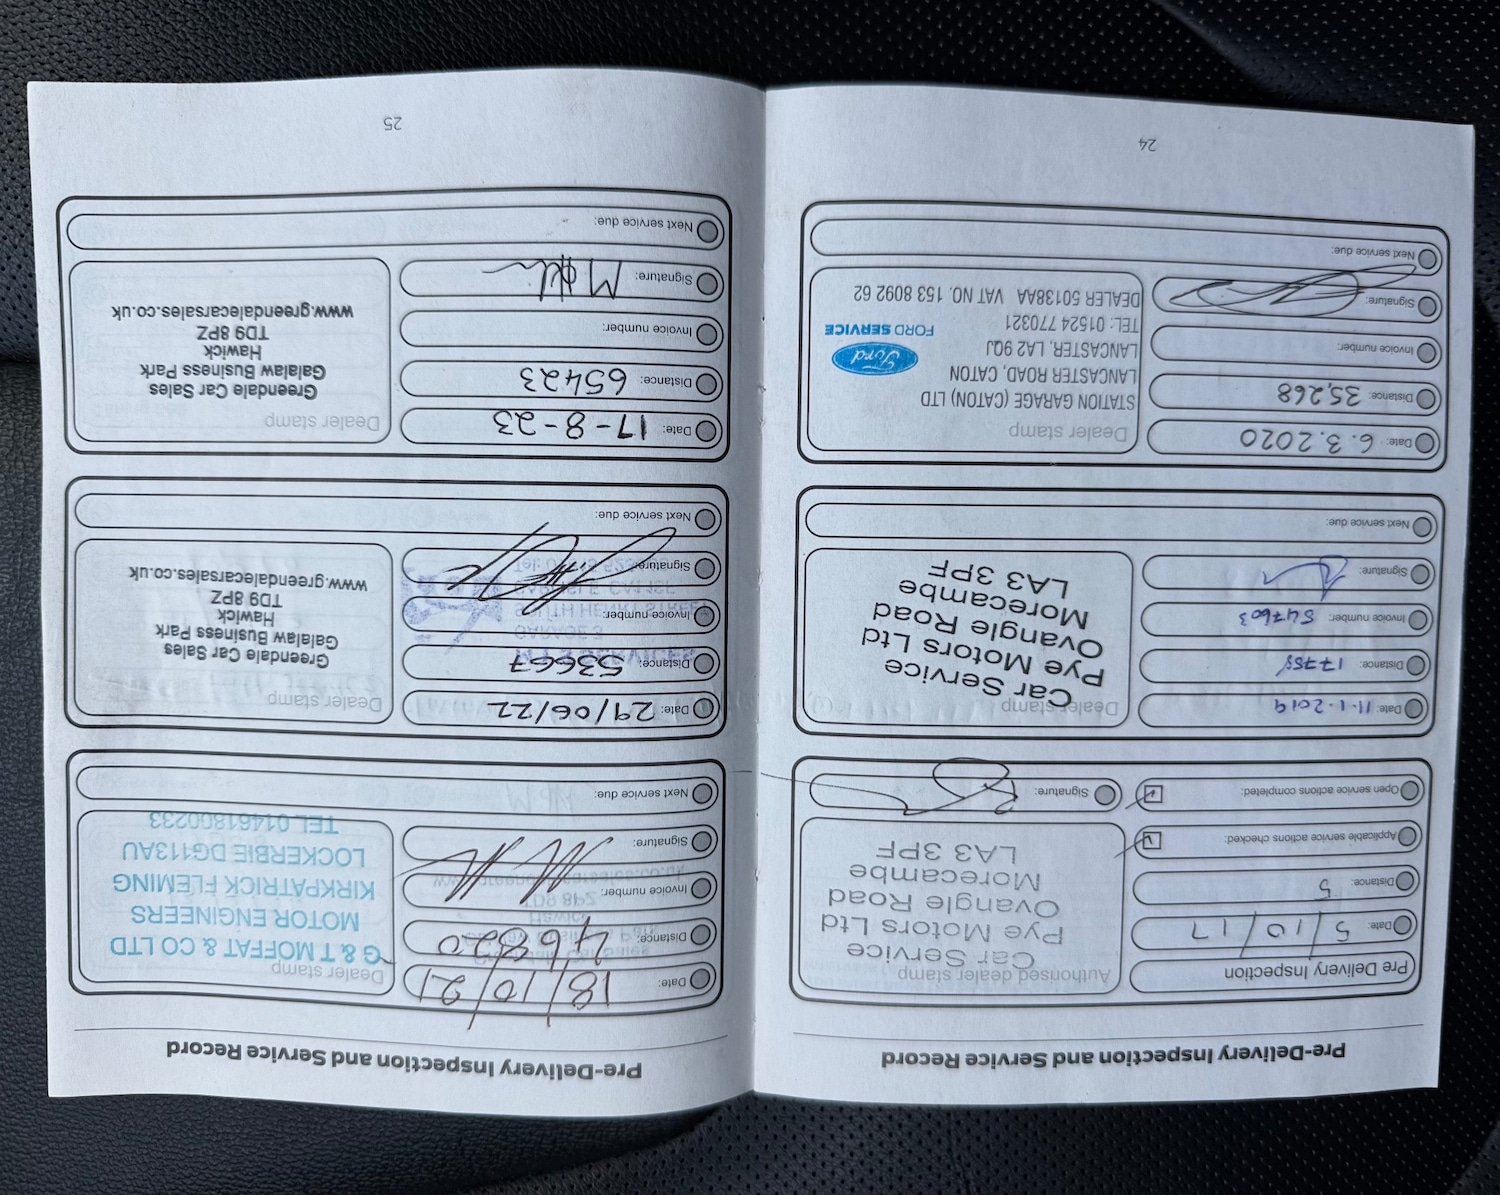 Pre-Delivery Inspection and Service Record
Pre Delivery Inspection
Date: 5/10/17
Distance: 5
Applicable service actions checked:
Open service actions completed:
Authorised dealer stamp
Car Service
Pye Motors Ltd
Ovangle Road
Morecambe
LA3 3PF
Signature:
Date: 11.1.2019
Distance: 17758
Invoice number: 547603
Signature:
Dealer stamp
Car Service
Pye Motors Ltd
Ovangle Road
Morecambe
LA3 3PF
Next service due:
Date: 6.3.2020
Distance: 35,268
Invoice number:
Signature:
Dealer stamp
STATION GARAGE (CATON) LTD
LANCASTER ROAD, CATON
LANCASTER, LA2 9QJ
TEL: 01524 770321
DEALER 50138AA VAT NO. 153 8092 62
Ford
FORD SERVICE
Next service due:
24
Pre-Delivery Inspection and Service Record
Date: 18/10/21
Distance: 46820
Invoice number:
Signature:
Dealer stamp
G & T MOFFAT & CO LTD
MOTOR ENGINEERS
KIRKPATRICK FLEMING
LOCKERBIE DG113AU
TEL 01461800233
Next service due:
Date: 29/06/22
Distance: 53667
Invoice number:
Signature:
Dealer stamp
Greendale Car Sales
Galalaw Business Park
Hawick
TD9 8PZ
www.greendalecarsales.co.uk
Next service due:
Date: 17-8-23
Distance: 65423
Invoice number:
Signature:
Dealer stamp
Greendale Car Sales
Galalaw Business Park
Hawick
TD9 8PZ
www.greendalecarsales.co.uk
Next service due:
25